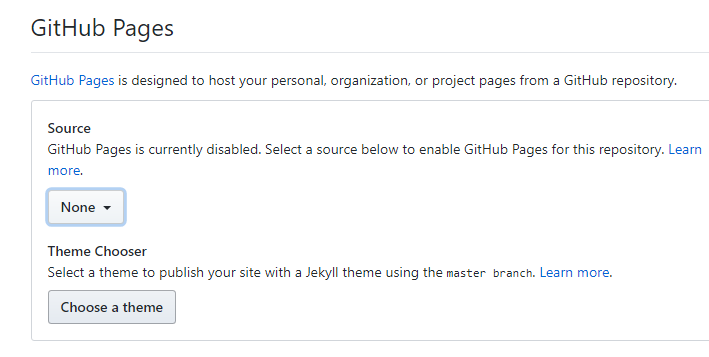 GitHub Pages
GitHub Pages is designed to host your personal, organization, or project pages from a GitHub repository.
Source
GitHub Pages is currently disabled. Select a source below to enable GitHub Pages for this repository. Learn
more.
None
Theme Chooser
Select a theme to publish your site with a Jekyll theme using the master branch. Learn more.
Choose a theme